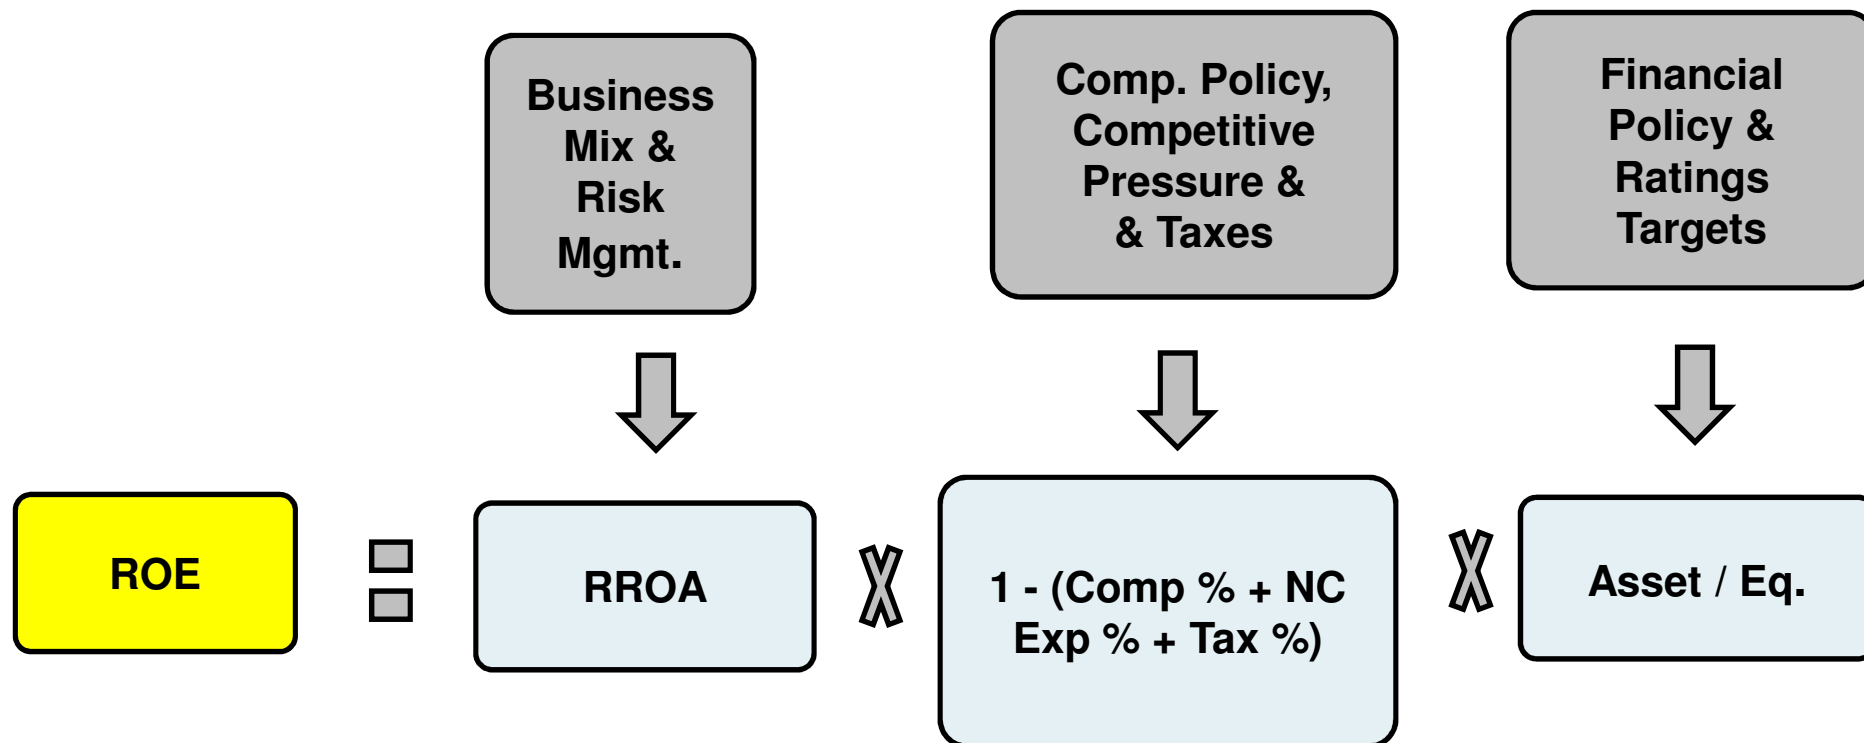 Business
Mix &
Risk
Mgmt.
Comp. Policy,
Competitive
Pressure &
& Taxes
Financial
Policy &
Ratings
Targets
ROE
=
RROA
X
1 - (Comp % + NC
Exp % + Tax %)
X
Asset / Eq.